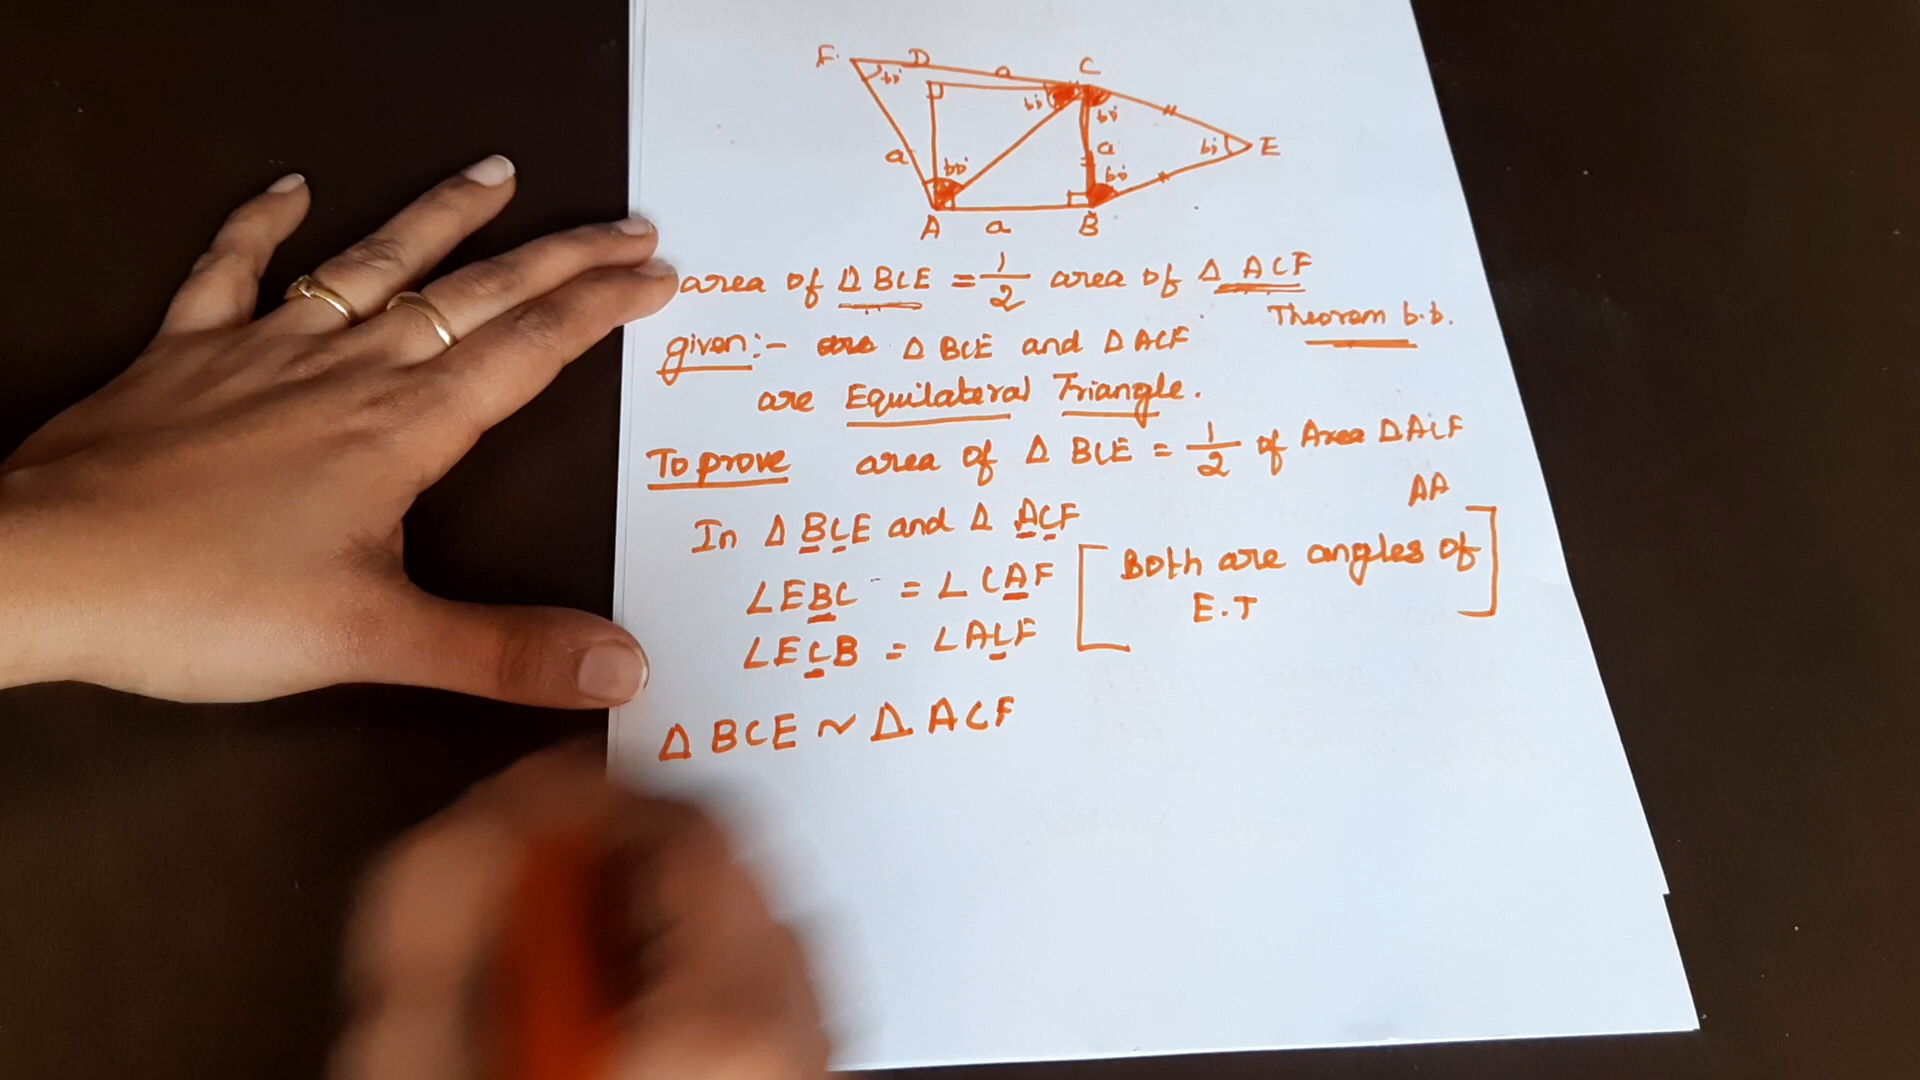 F D a C
60° 60° 60°
a 60° a 60° 60° E
A a B
area of Δ BCE = 1/2 area of Δ ACF
Theorem 6.6.
given:- Δ BCE and Δ ACF
are Equilateral Triangle.
To prove area of Δ BCE = 1/2 of Area ΔACF
AA
In Δ BCE and Δ ACF
∠EBC = ∠CAF [Both are angles of
E.T]
∠ECB = ∠ACF
Δ BCE ~ Δ ACF